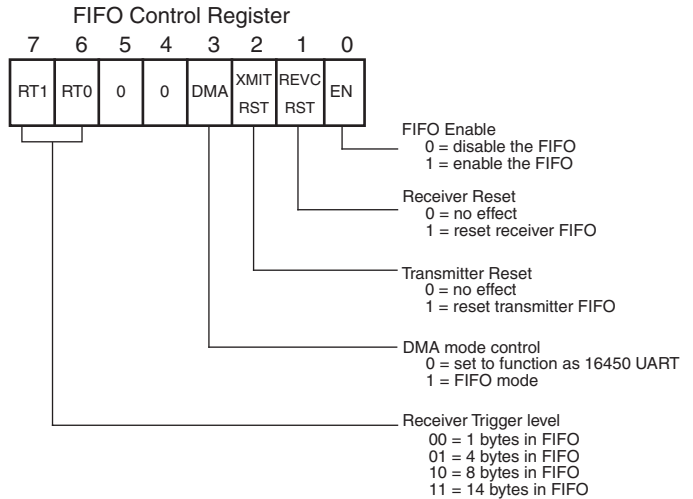 FIFO Control Register
7 6 5 4 3 2 1 0
RT1 RT0 0 0 DMA XMIT RST REVC RST EN
FIFO Enable
0 = disable the FIFO
1 = enable the FIFO
Receiver Reset
0 = no effect
1 = reset receiver FIFO
Transmitter Reset
0 = no effect
1 = reset transmitter FIFO
DMA mode control
0 = set to function as 16450 UART
1 = FIFO mode
Receiver Trigger level
00 = 1 bytes in FIFO
01 = 4 bytes in FIFO
10 = 8 bytes in FIFO
11 = 14 bytes in FIFO